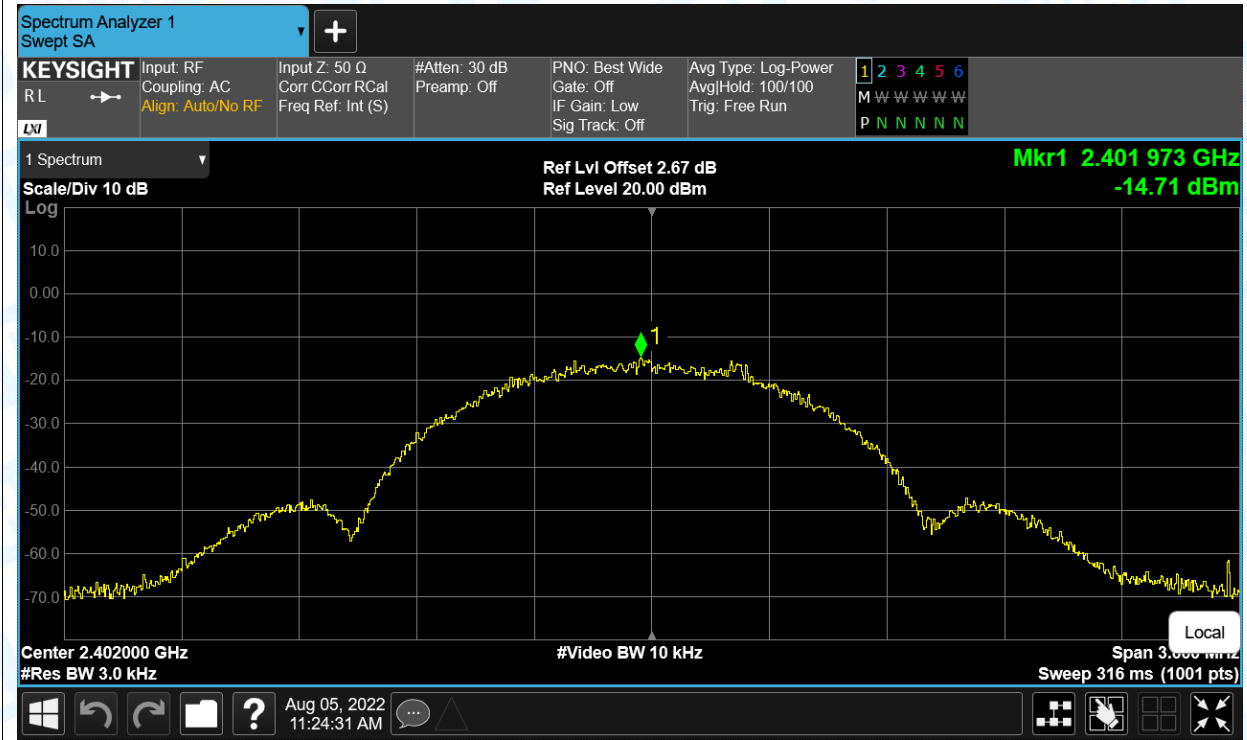 Spectrum Analyzer 1
Swept SA
KEYSIGHT
R L
LXI
Input: RF
Coupling: AC
Align: Auto/No RF
Input Z: 50 Ω
Corr CCorr RCal
Freq Ref: Int (S)
#Atten: 30 dB
Preamp: Off
PNO: Best Wide
Gate: Off
IF Gain: Low
Sig Track: Off
Avg Type: Log-Power
Avg|Hold: 100/100
Trig: Free Run
1 2 3 4 5 6
M W W W W W
P N N N N N
1 Spectrum
Scale/Div 10 dB
Ref Lvl Offset 2.67 dB
Ref Level 20.00 dBm
Mkr1 2.401 973 GHz
-14.71 dBm
Log
10.0
0.00
-10.0
-20.0
-30.0
-40.0
-50.0
-60.0
-70.0
1
Center 2.402000 GHz
#Res BW 3.0 kHz
#Video BW 10 kHz
Local
Span 3.000 MHz
Sweep 316 ms (1001 pts)
?
Aug 05, 2022
11:24:31 AM